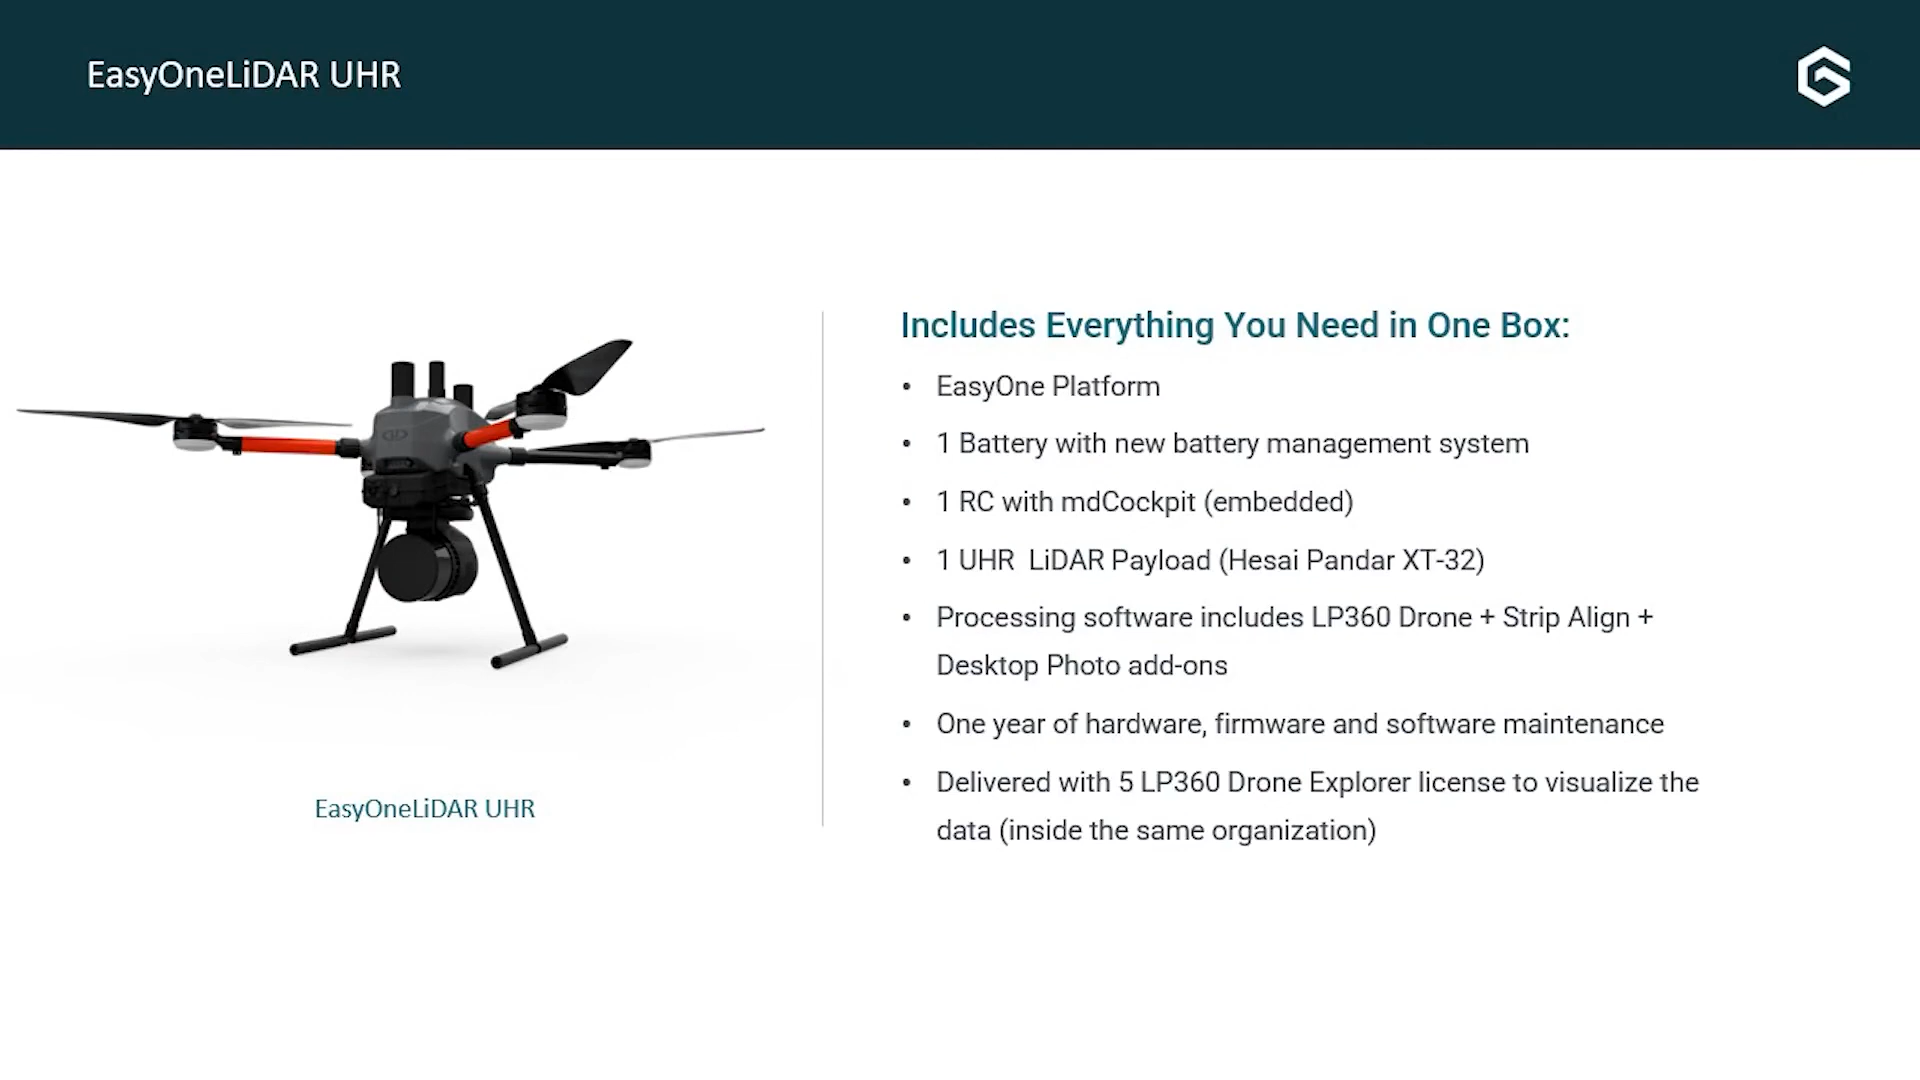 EasyOneLiDAR UHR
Includes Everything You Need in One Box:
• EasyOne Platform
• 1 Battery with new battery management system
• 1 RC with mdCockpit (embedded)
• 1 UHR  LiDAR Payload (Hesai Pandar XT-32)
• Processing software includes LP360 Drone + Strip Align +
Desktop Photo add-ons
• One year of hardware, firmware and software maintenance
• Delivered with 5 LP360 Drone Explorer license to visualize the
data (inside the same organization)
EasyOneLiDAR UHR